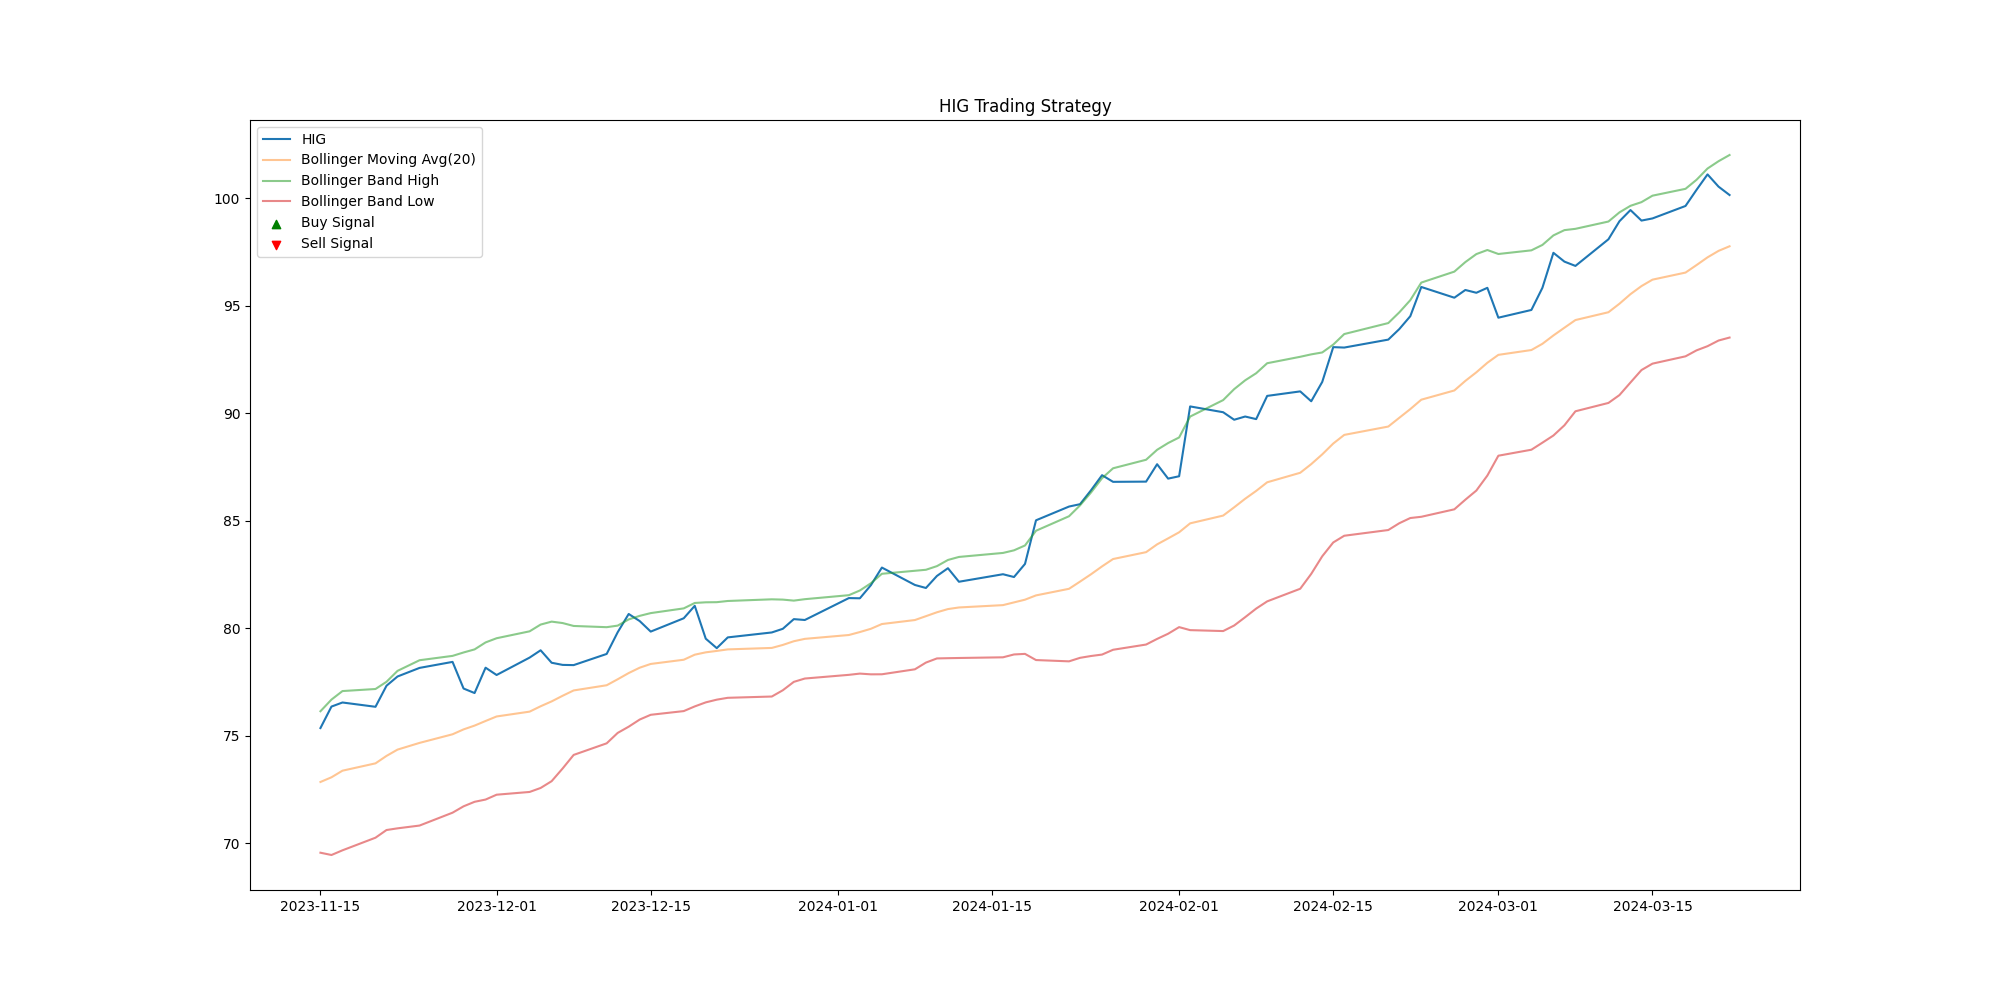 HIG Trading Strategy
HIG
Bollinger Moving Avg(20)
Bollinger Band High
Bollinger Band Low
Buy Signal
Sell Signal
100
95
90
85
80
75
70
2023-11-15 2023-12-01 2023-12-15 2024-01-01 2024-01-15 2024-02-01 2024-02-15 2024-03-01 2024-03-15